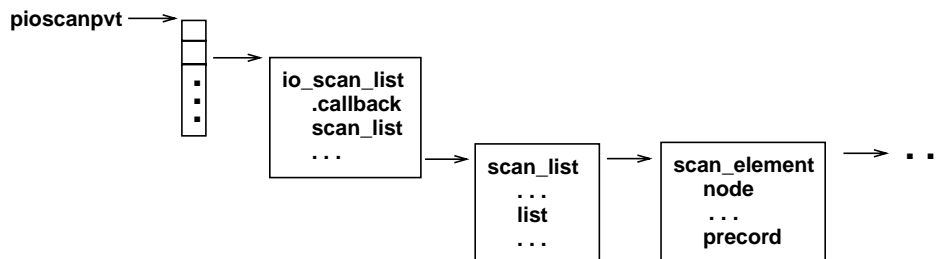 pioscanpvt
io_scan_list
.callback
scan_list
. . .
scan_list
. . .
list
. . .
scan_element
node
. . .
precord
. .